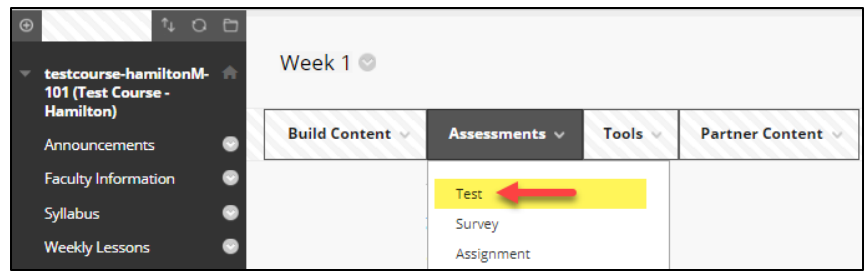 testcourse-hamiltonM-
101 (Test Course -
Hamilton)
Announcements
Faculty Information
Syllabus
Weekly Lessons
Week 1
Build Content
Assessments
Tools
Partner Content
Test
Survey
Assignment